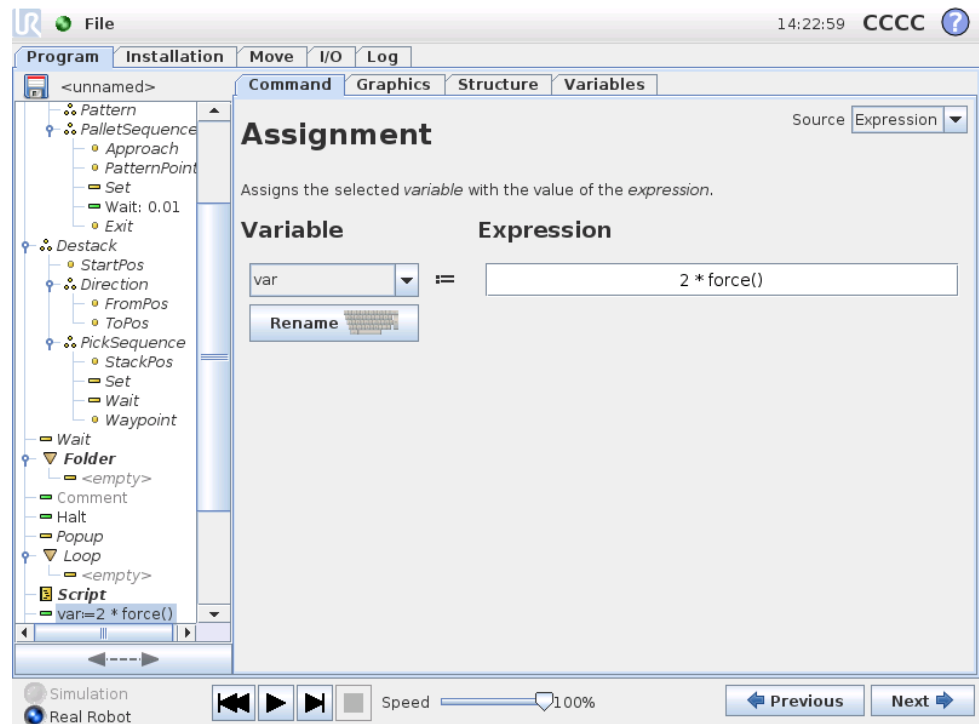 UR File 14:22:59 CCCC ?
Program Installation Move I/O Log
<unnamed>
Command Graphics Structure Variables
Pattern
PalletSequence
Approach
PatternPoint
Set
Wait: 0.01
Exit
Destack
StartPos
Direction
FromPos
ToPos
PickSequence
StackPos
Set
Wait
Waypoint
Wait
Folder
<empty>
Comment
Halt
Popup
Loop
<empty>
Script
var:=2 * force()
Assignment
Source Expression
Assigns the selected variable with the value of the expression.
Variable Expression
var := 2 * force()
Rename
Simulation
Real Robot
Speed 100%
Previous Next